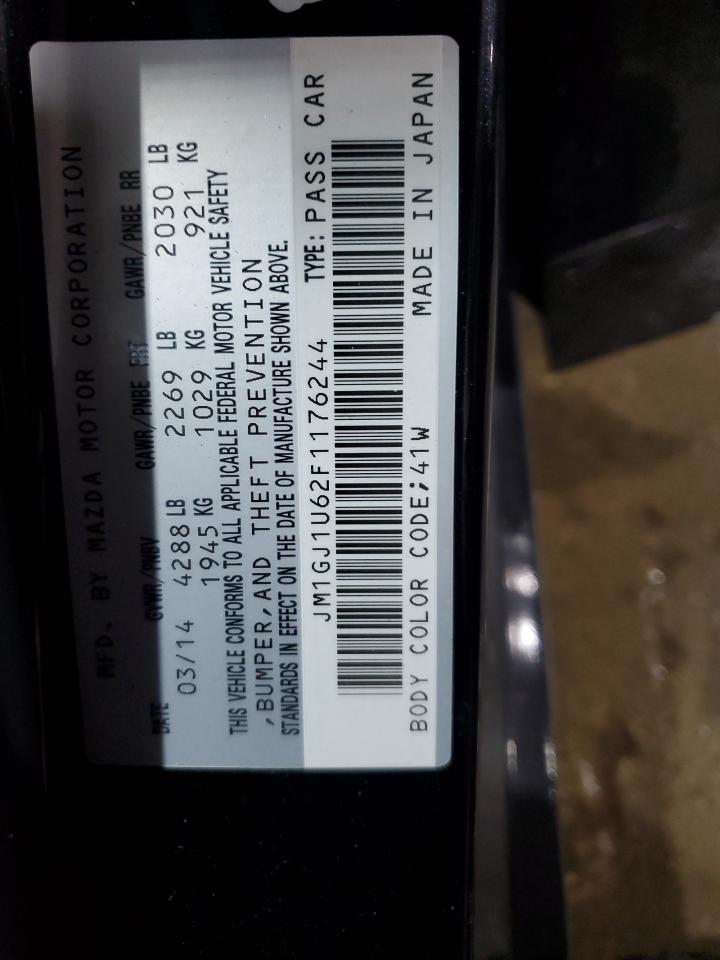 MFD. BY MAZDA MOTOR CORPORATION
DATE GVWR/PNBV GAWR/PNBE FRT GAWR/PNBE RR
03/14 4288 LB 2269 LB 2030 LB
1945 KG 1029 KG 921 KG
THIS VEHICLE CONFORMS TO ALL APPLICABLE FEDERAL MOTOR VEHICLE SAFETY
,BUMPER,AND THEFT PREVENTION
STANDARDS IN EFFECT ON THE DATE OF MANUFACTURE SHOWN ABOVE.
JM1GJ1U62F1176244 TYPE: PASS CAR
BODY COLOR CODE;41W MADE IN JAPAN